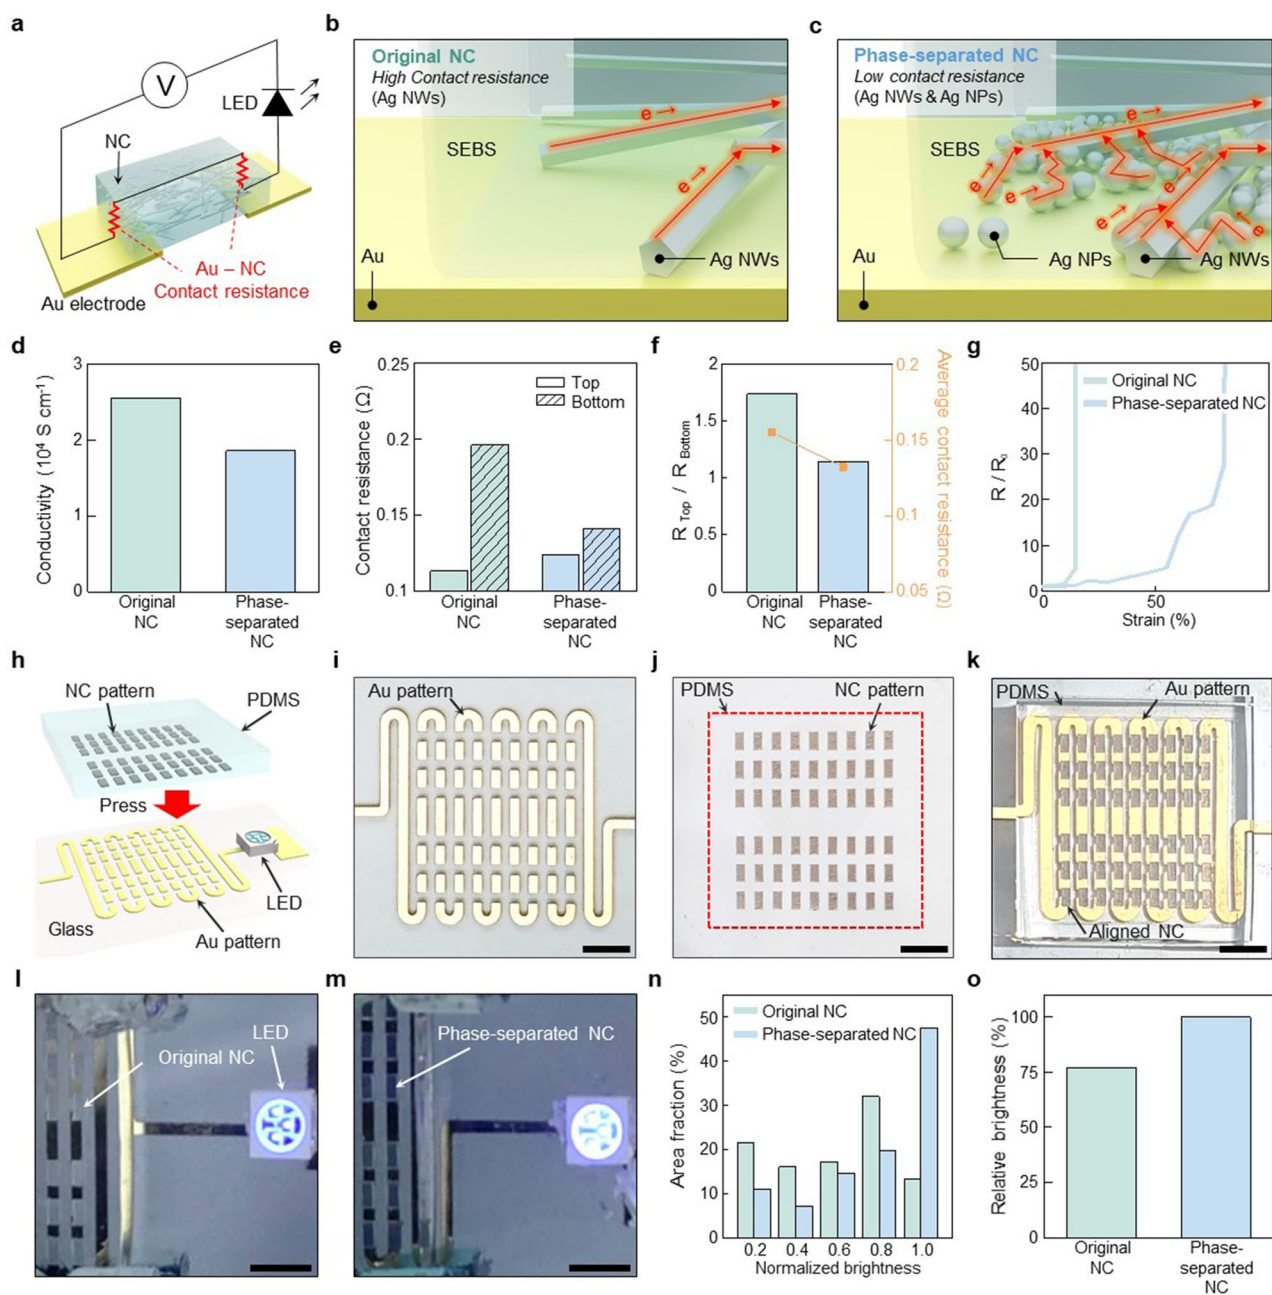 a
V
LED
NC
Au – NC
Contact resistance
Au electrode
b
Original NC
High Contact resistance
(Ag NWs)
SEBS
e →
e →
Au
Ag NWs
c
Phase-separated NC
Low contact resistance
(Ag NWs & Ag NPs)
SEBS
e →
e →
e →
e →
e →
e
Au
Ag NPs
Ag NWs
d
Conductivity (10⁴ S cm⁻¹)
3
2
1
0
Original
NC
Phase-
separated
NC
e
Contact resistance (Ω)
0.25
0.2
0.15
0.1
Top
Bottom
Original
NC
Phase-
separated
NC
f
R Top / R Bottom
2
1.5
1
0.5
0
Average contact resistance (Ω)
0.2
0.15
0.1
0.05
Original
NC
Phase-
separated
NC
g
R / R₀
50
40
30
20
10
0
Original NC
Phase-separated NC
0
50
Strain (%)
h
NC pattern
PDMS
Press
LED
Glass
Au pattern
i
Au pattern
j
PDMS
NC pattern
k
PDMS
Au pattern
Aligned NC
l
Original NC
LED
m
Phase-separated NC
n
Area fraction (%)
50
40
30
20
10
0
Original NC
Phase-separated NC
0.2
0.4
0.6
0.8
1.0
Normalized brightness
o
Relative brightness (%)
100
75
50
25
0
Original
NC
Phase-
separated
NC